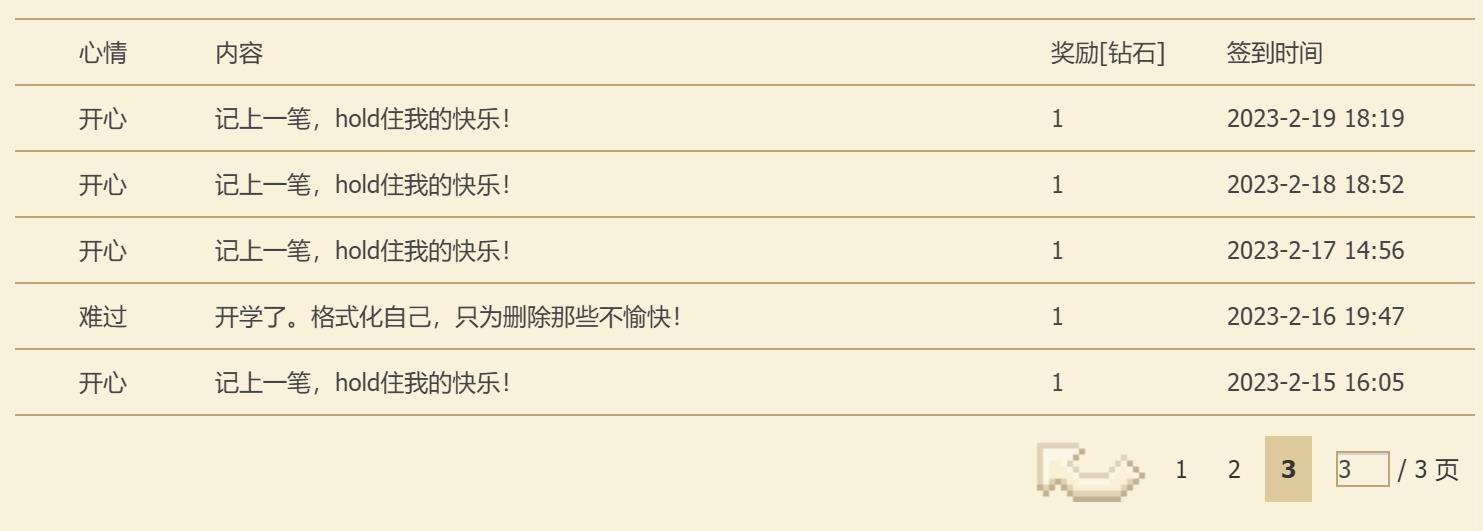 心情 内容 奖励[钻石] 签到时间
开心 记上一笔，hold住我的快乐！ 1 2023-2-19 18:19
开心 记上一笔，hold住我的快乐！ 1 2023-2-18 18:52
开心 记上一笔，hold住我的快乐！ 1 2023-2-17 14:56
难过 开学了。格式化自己，只为删除那些不愉快！ 1 2023-2-16 19:47
开心 记上一笔，hold住我的快乐！ 1 2023-2-15 16:05
1 2 3 3 / 3 页